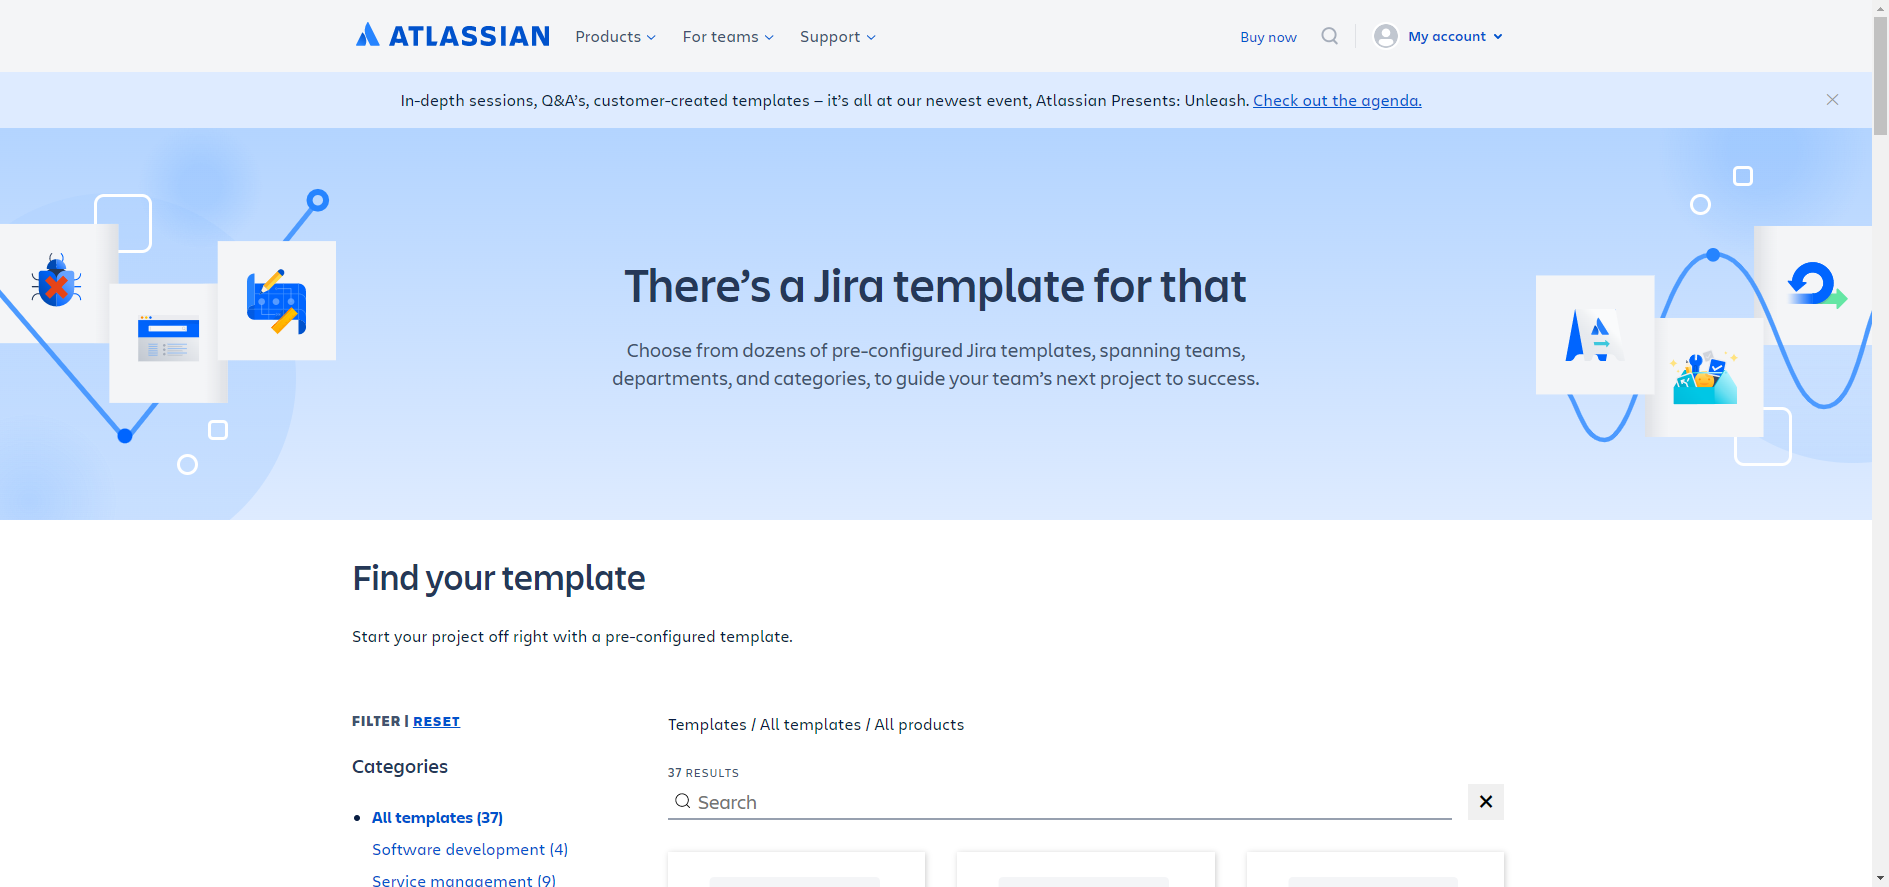 ATLASSIAN
Products
For teams
Support
Buy now
My account
In-depth sessions, Q&A’s, customer-created templates – it’s all at our newest event, Atlassian Presents: Unleash. Check out the agenda.
There’s a Jira template for that
Choose from dozens of pre-configured Jira templates, spanning teams,
departments, and categories, to guide your team’s next project to success.
Find your template
Start your project off right with a pre-configured template.
FILTER | RESET
Categories
All templates (37)
Software development (4)
Service management (9)
Templates / All templates / All products
37 RESULTS
Search